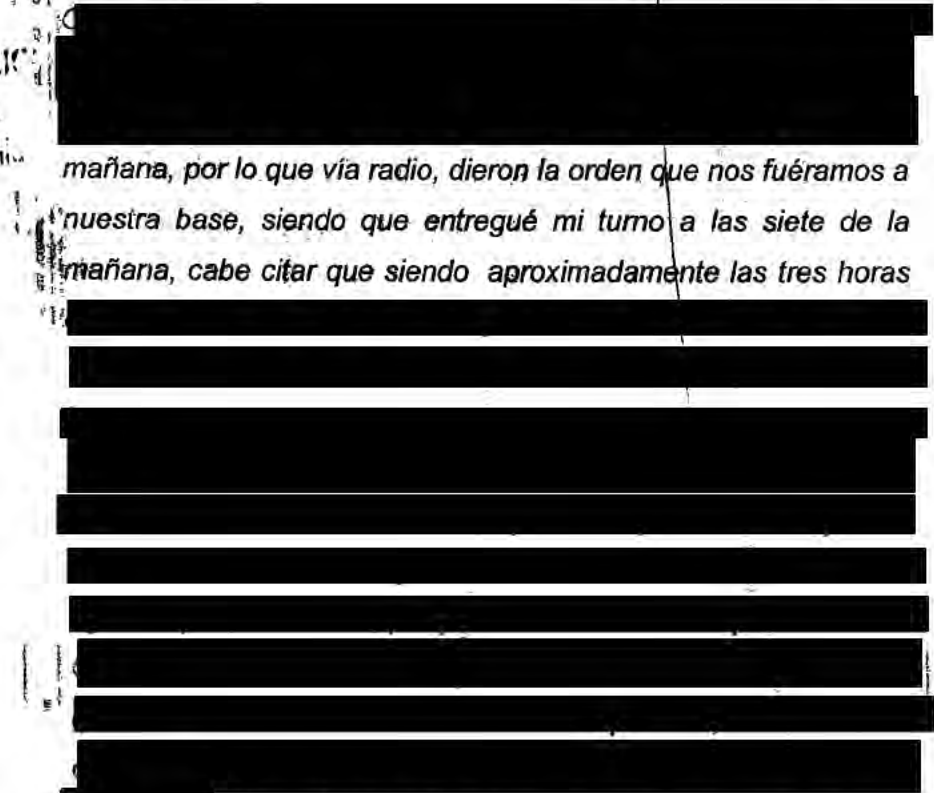 mañana, por lo que vía radio, dieron la orden que nos fuéramos a
nuestra base, siendo que entregué mi turno a las siete de la
mañana, cabe citar que siendo aproximadamente las tres horas